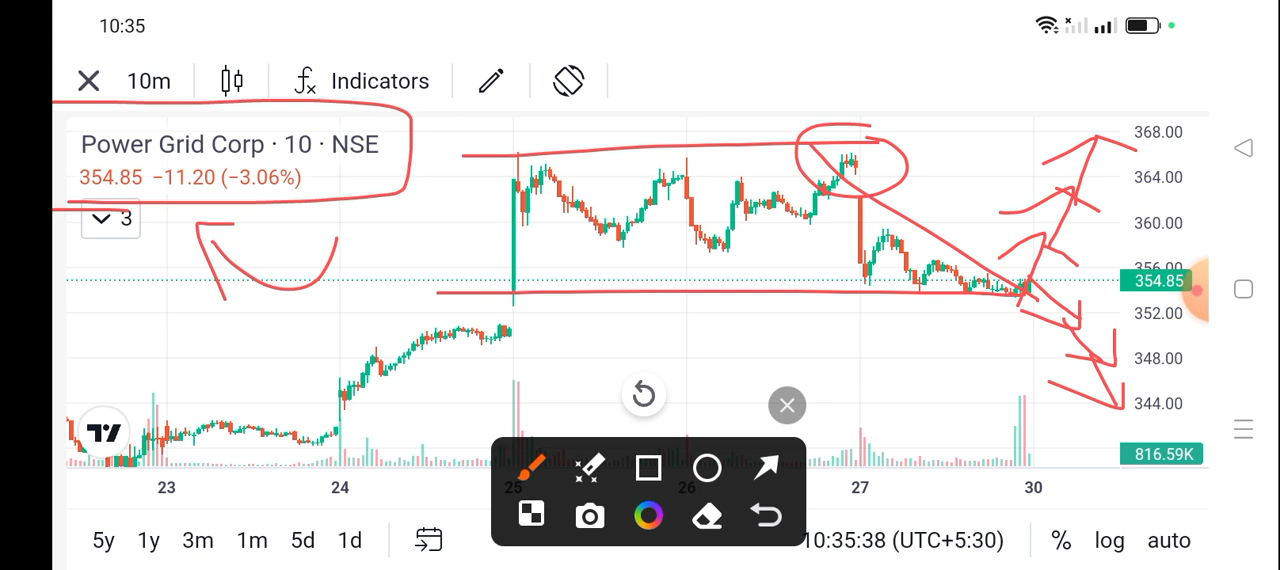 10:35
10m
Indicators
Power Grid Corp · 10 · NSE
354.85 −11.20 (−3.06%)
3
368.00
364.00
360.00
356.00
354.85
352.00
348.00
344.00
816.59K
23 24 25 26 27 30
5y 1y 3m 1m 5d 1d
10:35:38 (UTC+5:30) % log auto